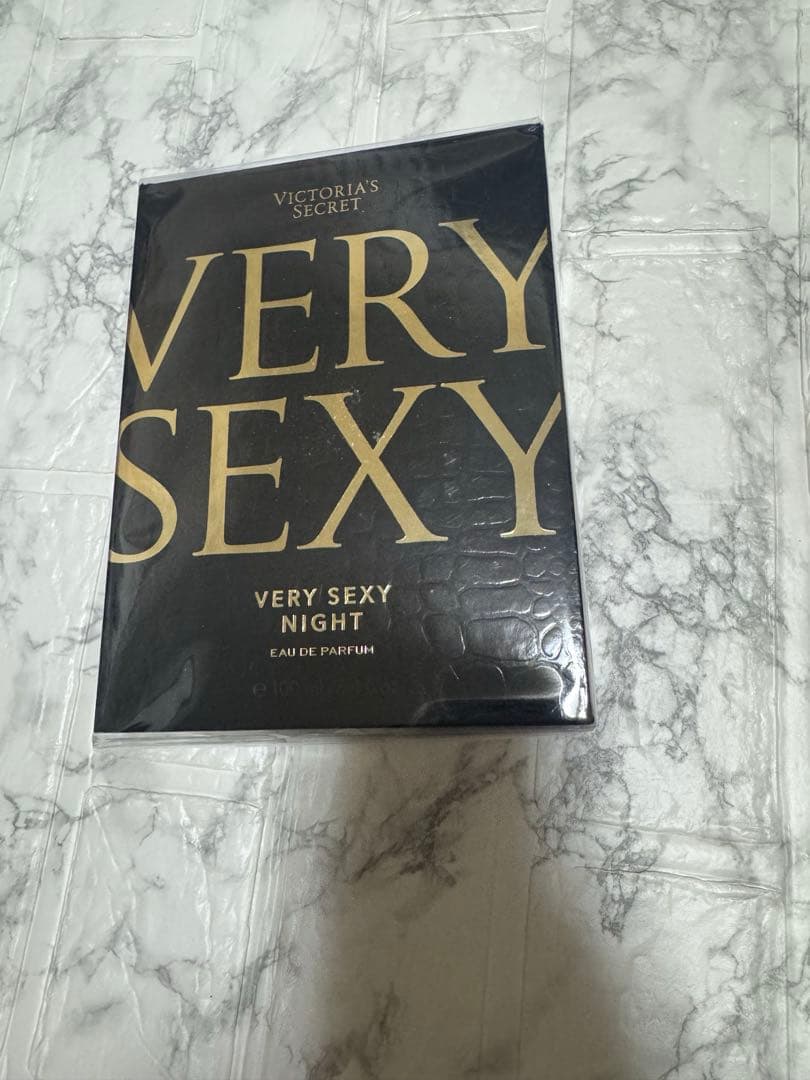 VICTORIA'S
SECRET
VERY
SEXY
VERY SEXY
NIGHT
EAU DE PARFUM